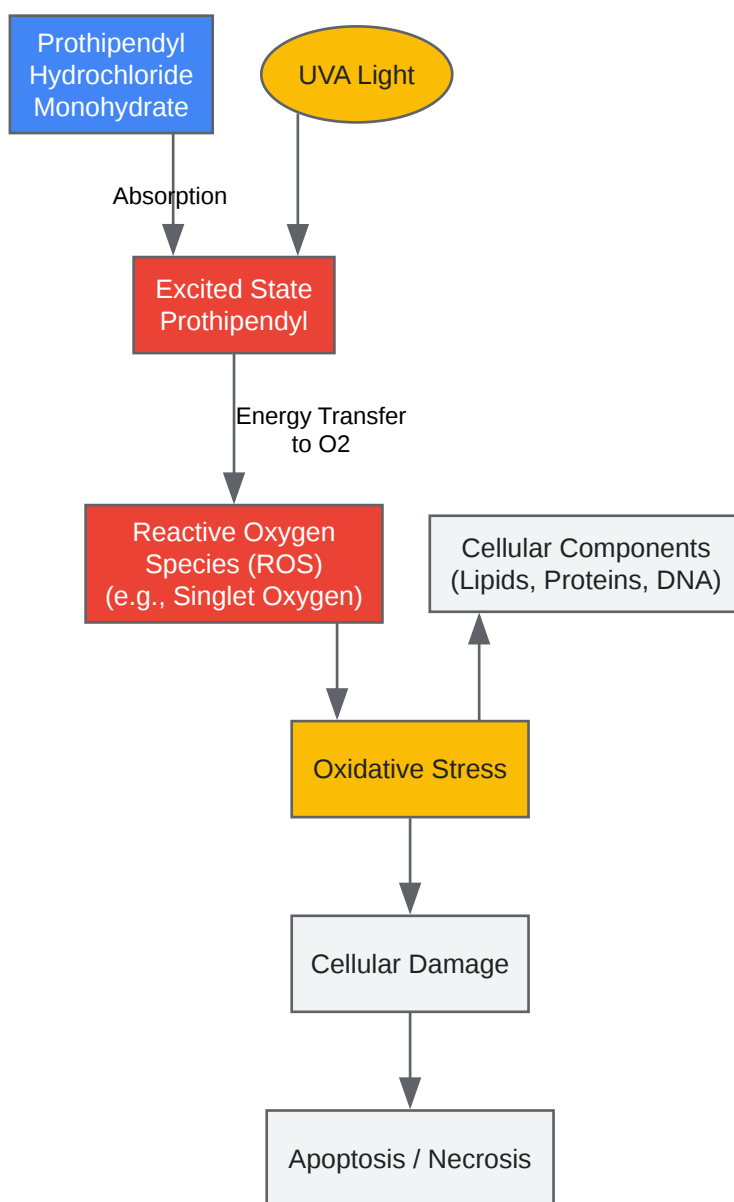 Prothipendyl
Hydrochloride
Monohydrate
UVA Light
Absorption
Excited State
Prothipendyl
Energy Transfer
to O2
Reactive Oxygen
Species (ROS)
(e.g., Singlet Oxygen)
Cellular Components
(Lipids, Proteins, DNA)
Oxidative Stress
Cellular Damage
Apoptosis / Necrosis